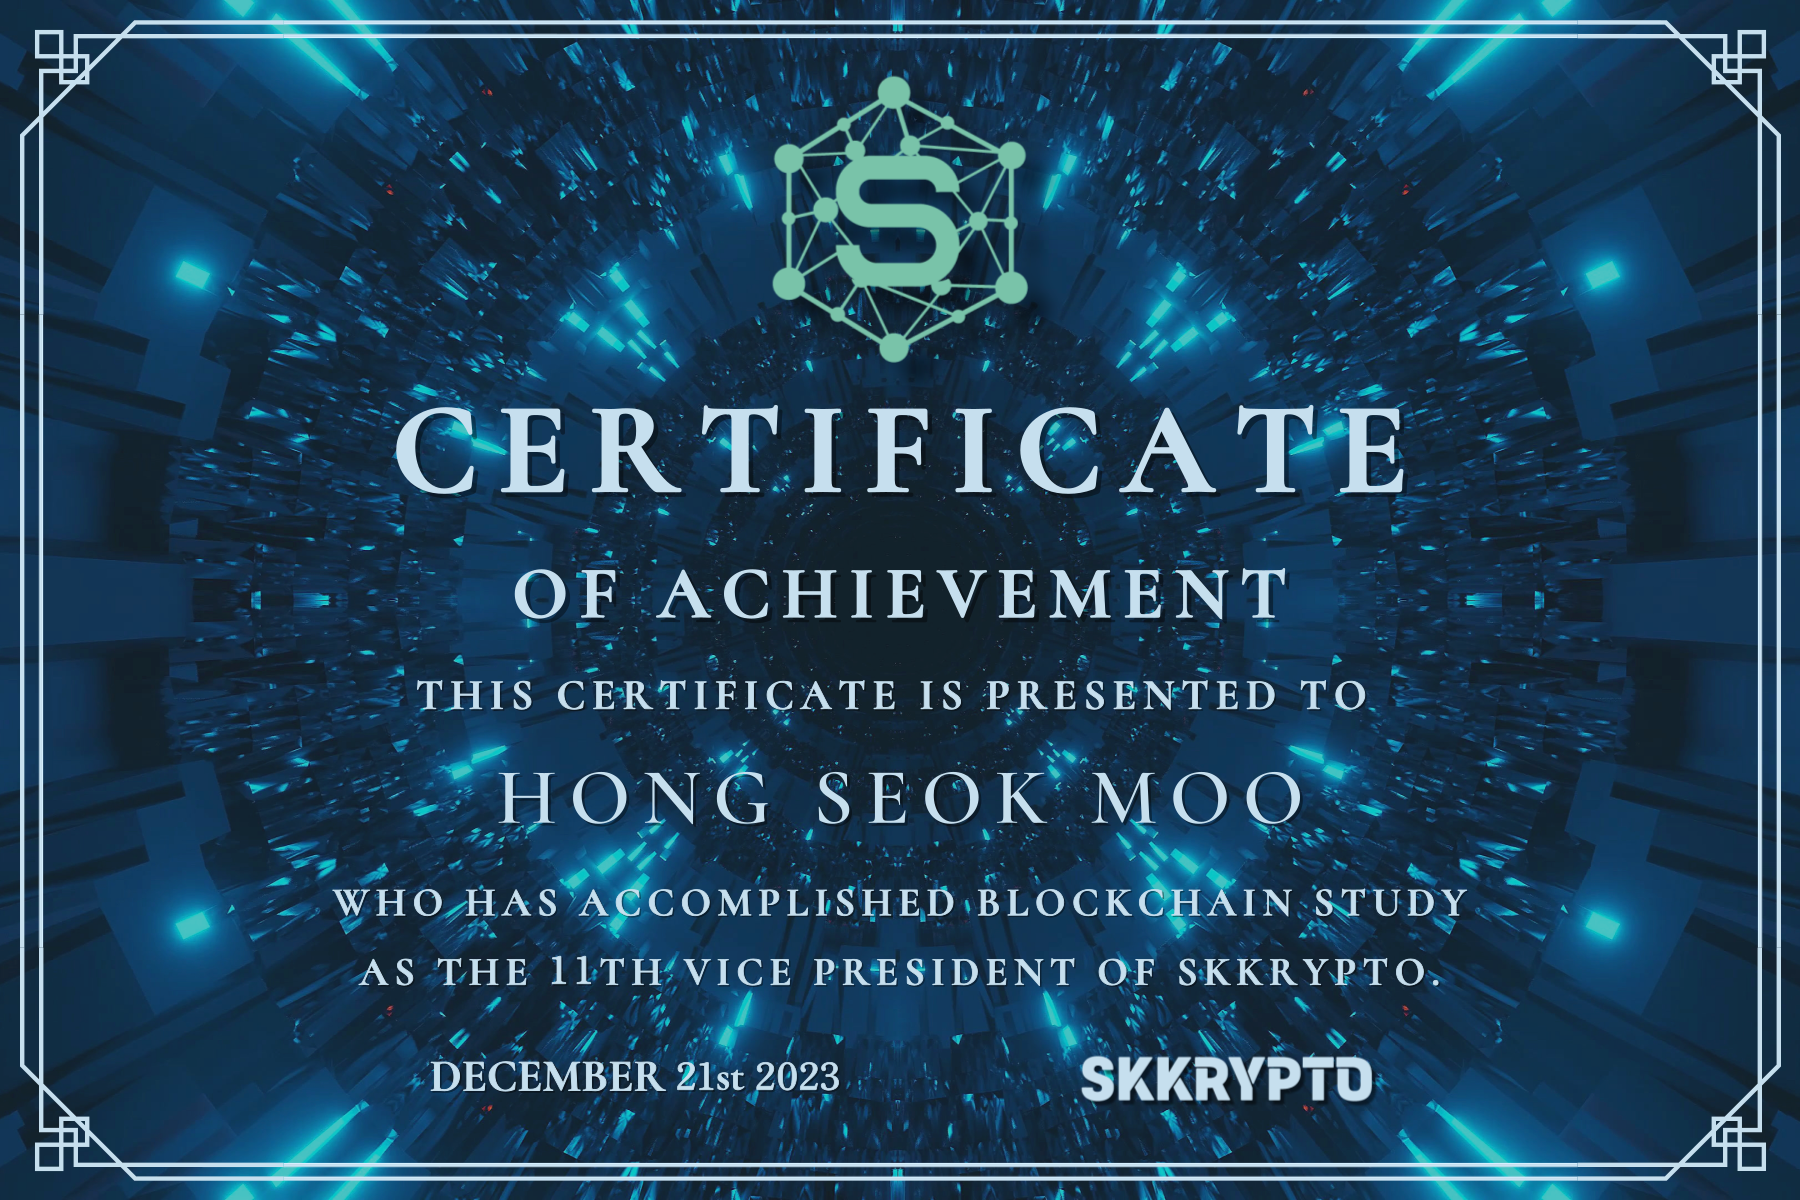 S
CERTIFICATE
OF ACHIEVEMENT
THIS CERTIFICATE IS PRESENTED TO
HONG SEOK MOO
WHO HAS ACCOMPLISHED BLOCKCHAIN STUDY
AS THE 11TH VICE PRESIDENT OF SKKRYPTO.
DECEMBER 21st 2023
SKKRYPTO